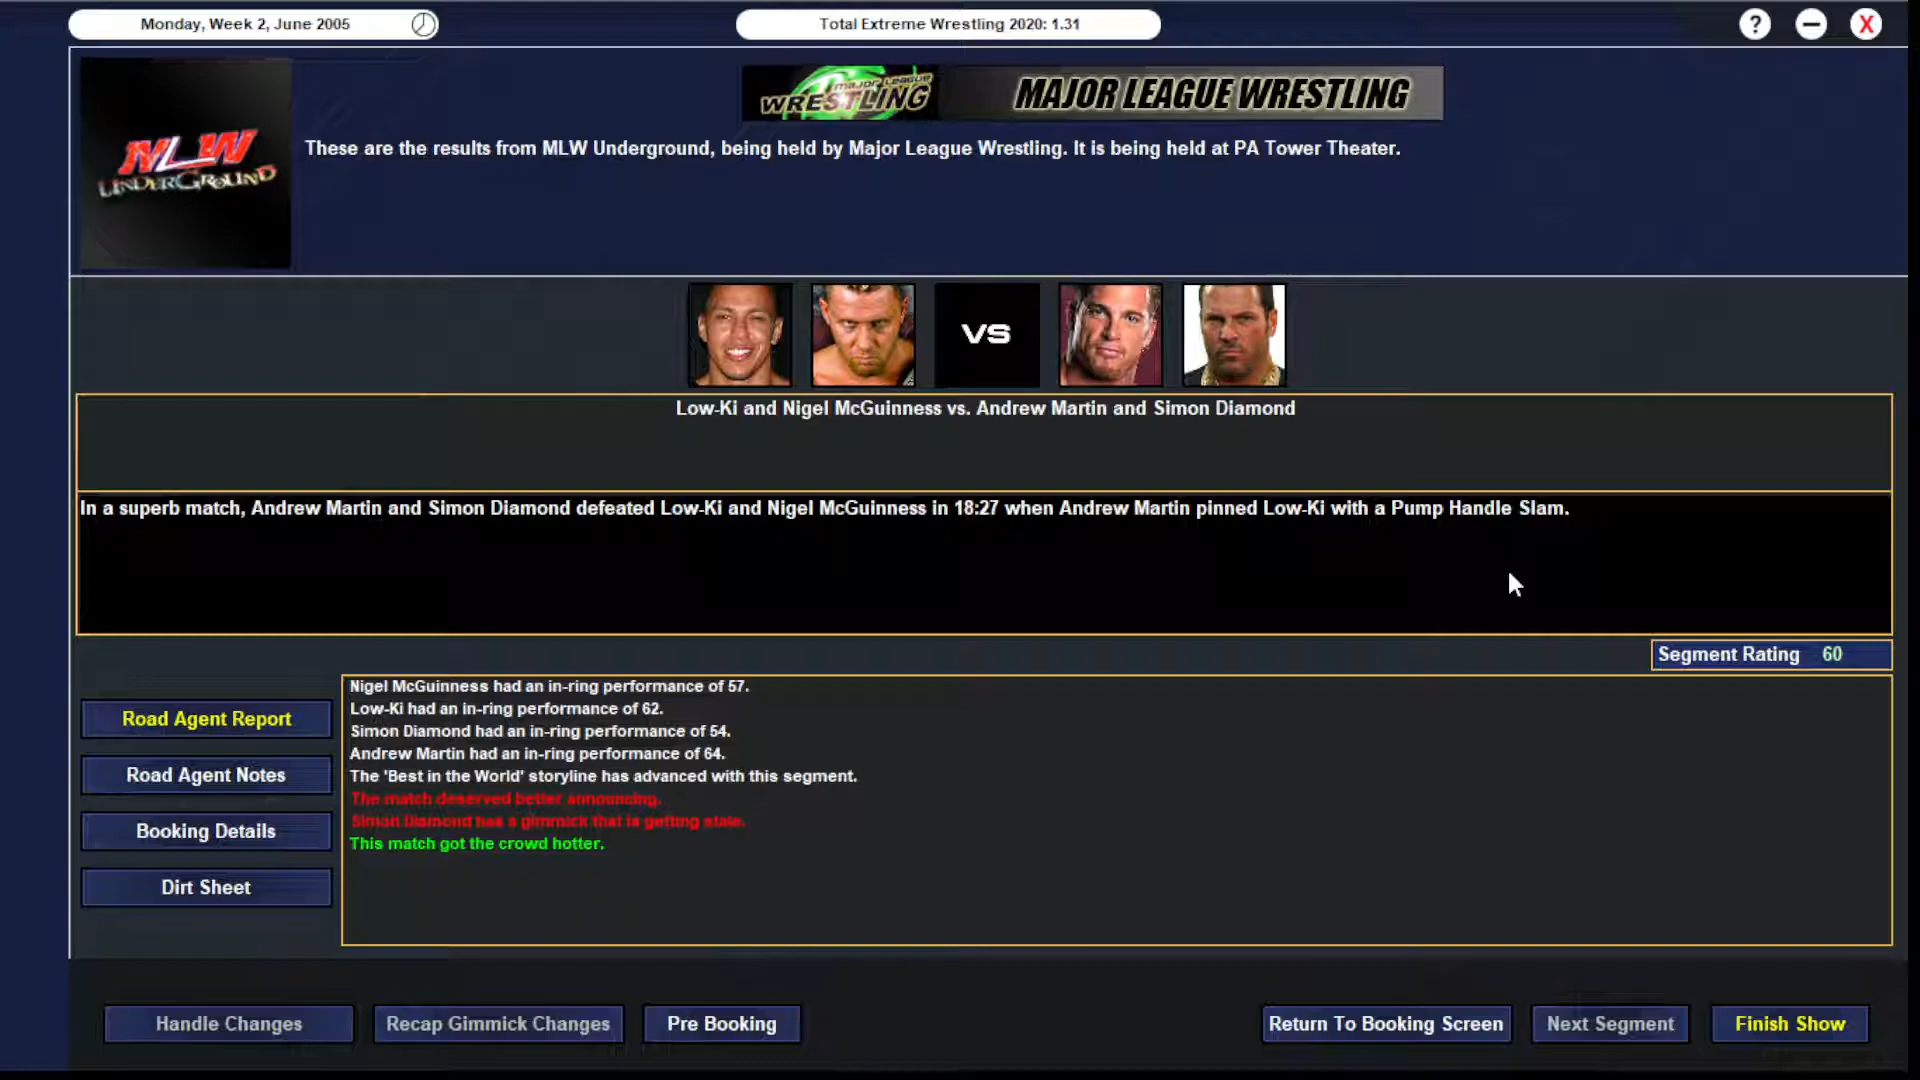 Monday, Week 2, June 2005
Total Extreme Wrestling 2020: 1.31
?
X
MLW
UNDERGROUND
MAJOR LEAGUE
WRESTLING
MAJOR LEAGUE WRESTLING
These are the results from MLW Underground, being held by Major League Wrestling. It is being held at PA Tower Theater.
VS
Low-Ki and Nigel McGuinness vs. Andrew Martin and Simon Diamond
In a superb match, Andrew Martin and Simon Diamond defeated Low-Ki and Nigel McGuinness in 18:27 when Andrew Martin pinned Low-Ki with a Pump Handle Slam.
Segment Rating 60
Road Agent Report
Road Agent Notes
Booking Details
Dirt Sheet
Nigel McGuinness had an in-ring performance of 57.
Low-Ki had an in-ring performance of 62.
Simon Diamond had an in-ring performance of 54.
Andrew Martin had an in-ring performance of 64.
The 'Best in the World' storyline has advanced with this segment.
The match deserved better announcing.
Simon Diamond has a gimmick that is getting stale.
This match got the crowd hotter.
Handle Changes
Recap Gimmick Changes
Pre Booking
Return To Booking Screen
Next Segment
Finish Show